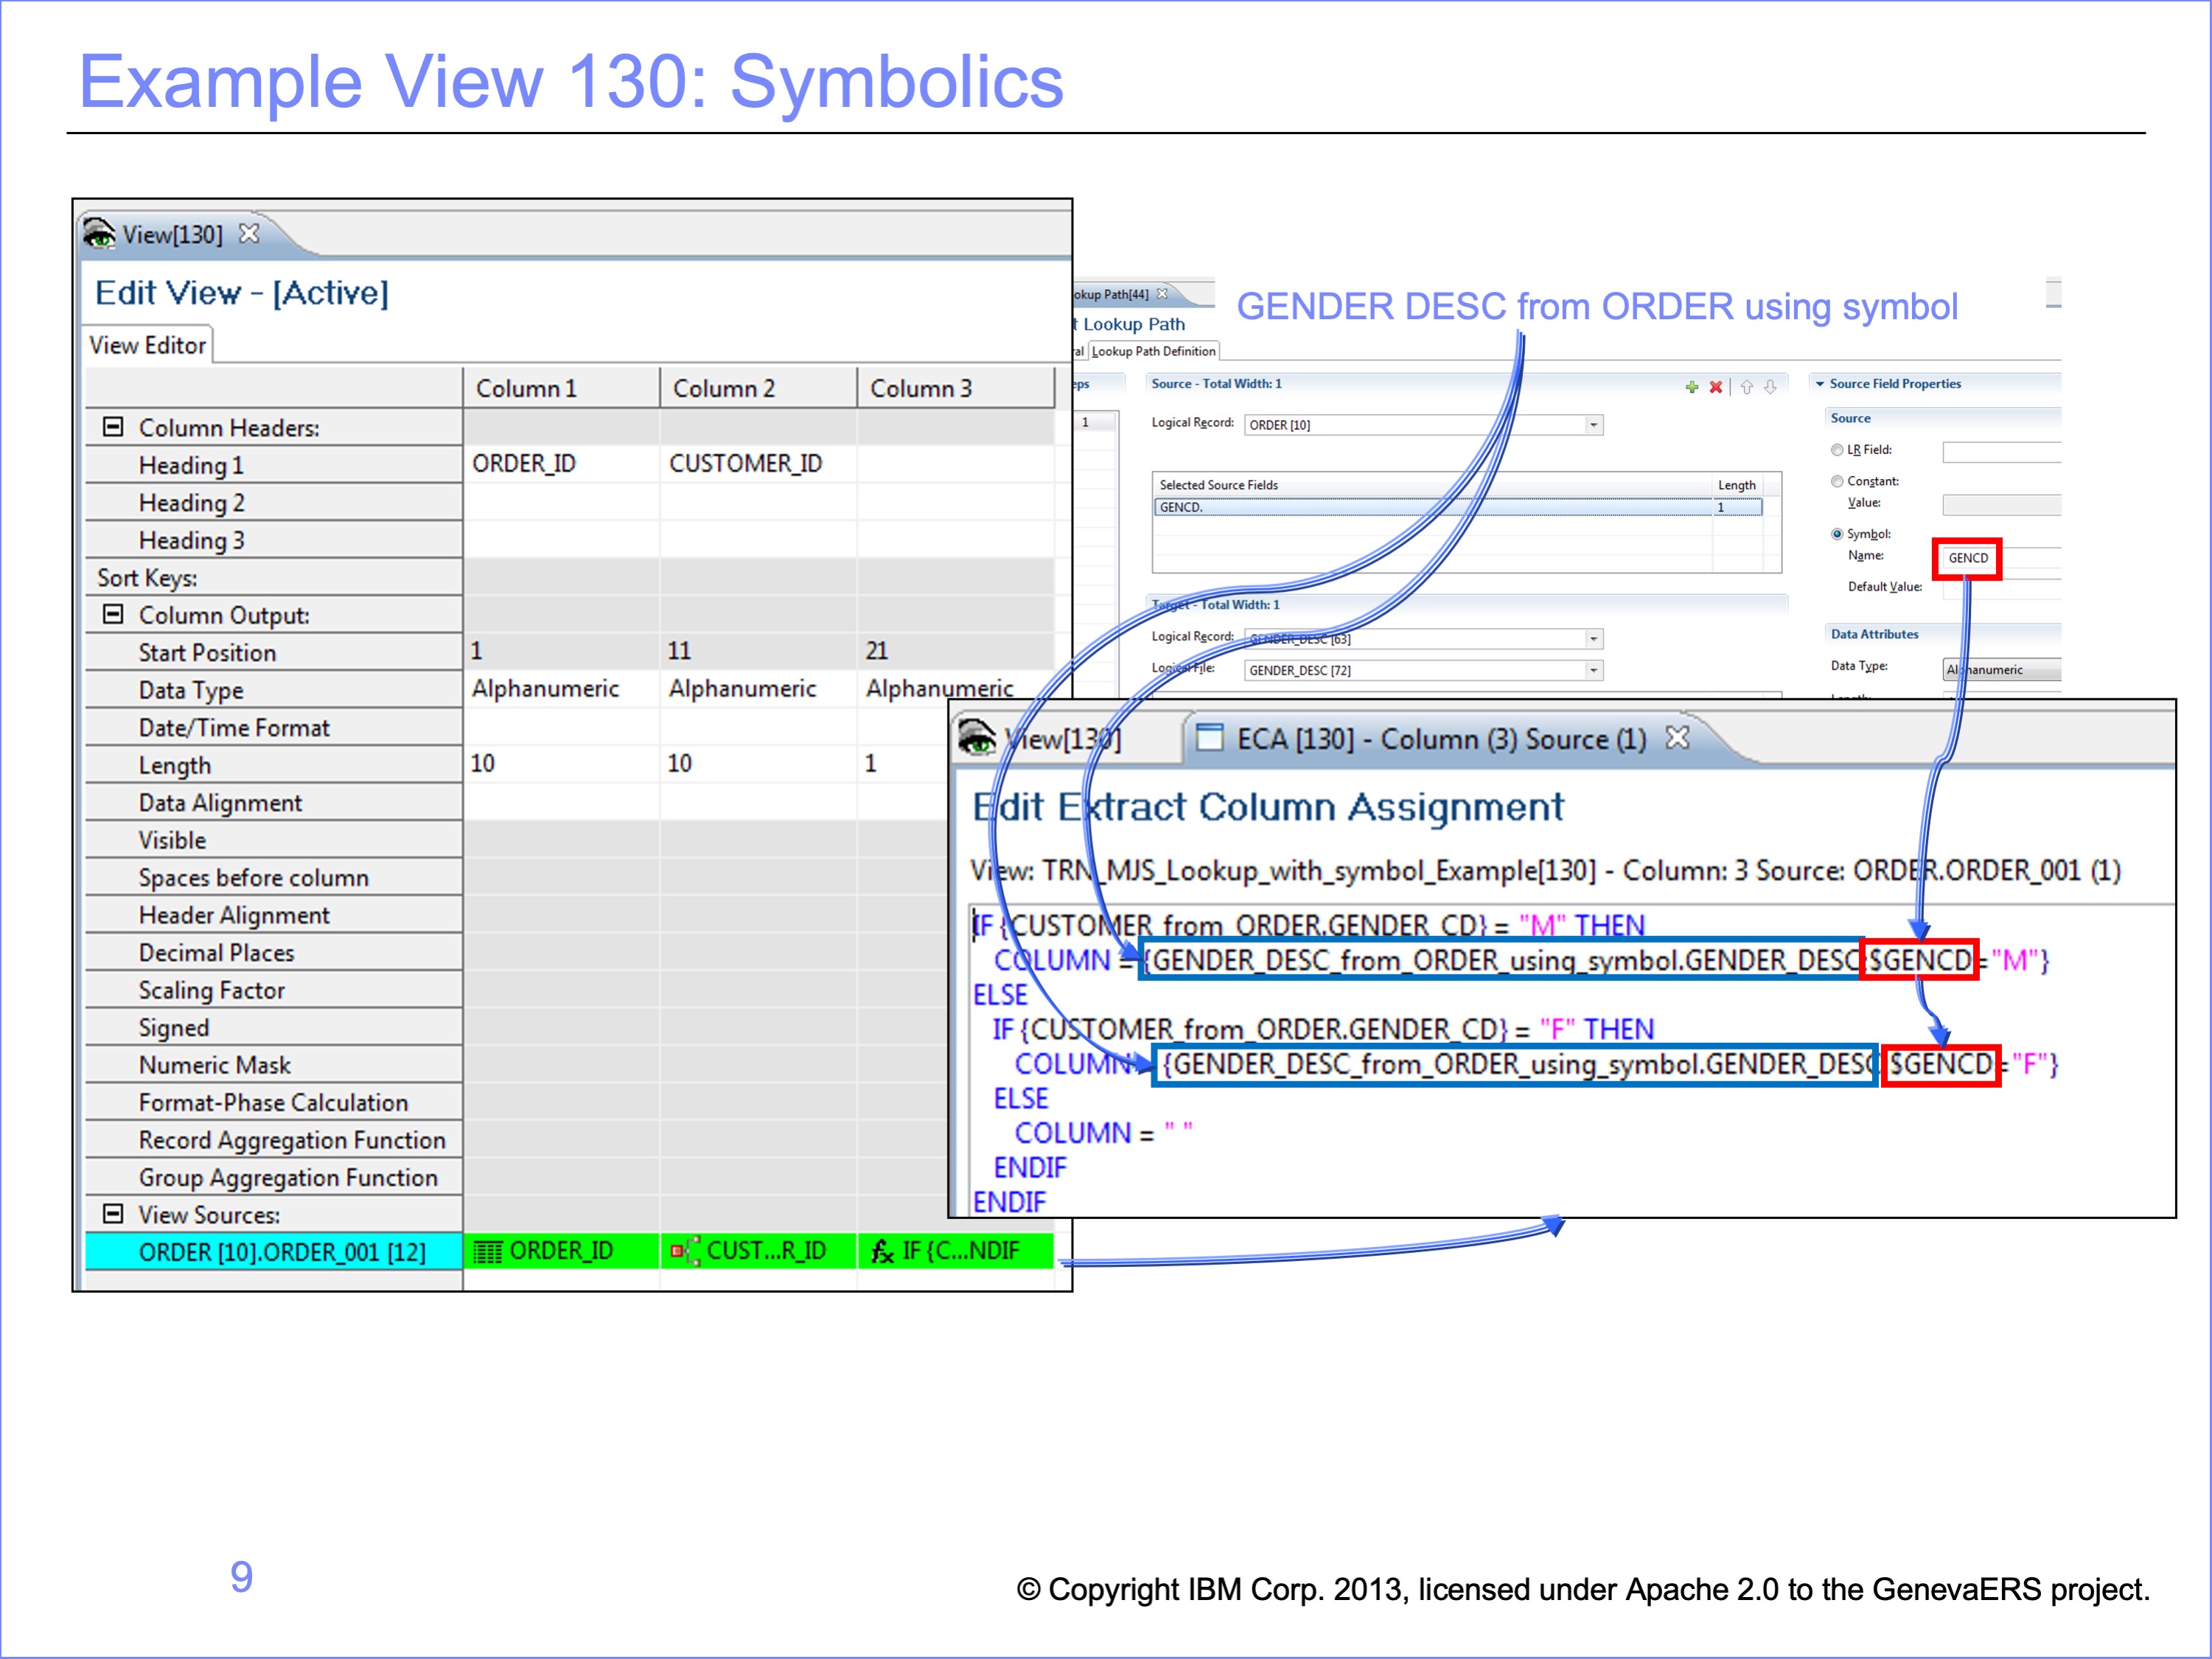 Example View 130: Symbolics
View[130]
Edit View - [Active]
View Editor
Column 1 Column 2 Column 3
Column Headers:
Heading 1 ORDER_ID CUSTOMER_ID
Heading 2
Heading 3
Sort Keys:
Column Output:
Start Position 1 11 21
Data Type Alphanumeric Alphanumeric Alphanumeric
Date/Time Format
Length 10 10 1
Data Alignment
Visible
Spaces before column
Header Alignment
Decimal Places
Scaling Factor
Signed
Numeric Mask
Format-Phase Calculation
Record Aggregation Function
Group Aggregation Function
View Sources:
ORDER [10].ORDER_001 [12] ORDER_ID CUST...R_ID fx IF {C...NDIF
GENDER DESC from ORDER using symbol
okup Path[44]
t Lookup Path
al Lookup Path Definition
eps
1
Source - Total Width: 1
Logical Record: ORDER [10]
Selected Source Fields Length
GENCD. 1
Target - Total Width: 1
Logical Record: GENDER_DESC [63]
Logical File: GENDER_DESC [72]
Source Field Properties
Source
LR Field:
Constant:
Value:
Symbol:
Name: GENCD
Default Value:
Data Attributes
Data Type: Alphanumeric
View[130] ECA [130] - Column (3) Source (1)
Edit Extract Column Assignment
View: TRN_MJS_Lookup_with_symbol_Example[130] - Column: 3 Source: ORDER.ORDER_001 (1)
IF {CUSTOMER_from_ORDER.GENDER_CD} = "M" THEN
COLUMN = {GENDER_DESC_from_ORDER_using_symbol.GENDER_DESC;$GENCD="M"}
ELSE
IF {CUSTOMER_from_ORDER.GENDER_CD} = "F" THEN
COLUMN {GENDER_DESC_from_ORDER_using_symbol.GENDER_DESC $GENCD="F"}
ELSE
COLUMN = " "
ENDIF
ENDIF
9
© Copyright IBM Corp. 2013, licensed under Apache 2.0 to the GenevaERS project.